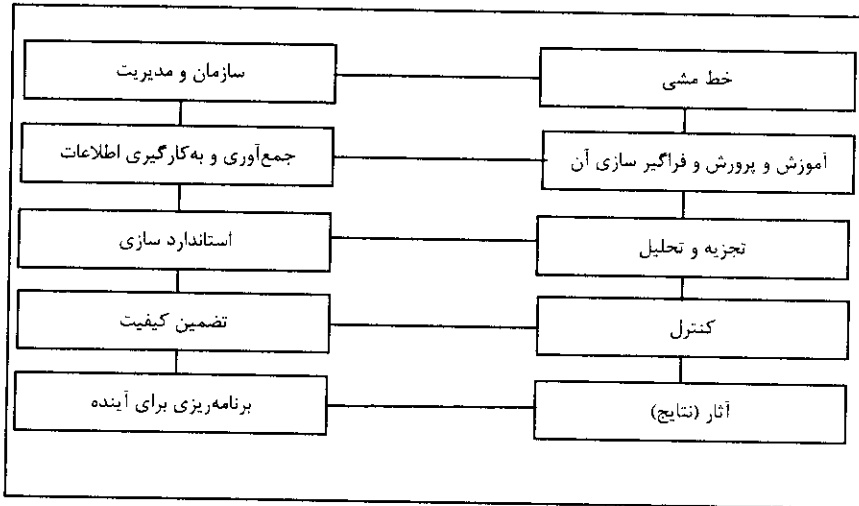 خط مشی
سازمان و مدیریت
آموزش و پرورش و فراگیر سازی آن
جمع‌آوری و به‌کارگیری اطلاعات
تجزیه و تحلیل
استاندارد سازی
کنترل
تضمین کیفیت
آثار (نتایج)
برنامه‌ریزی برای آینده